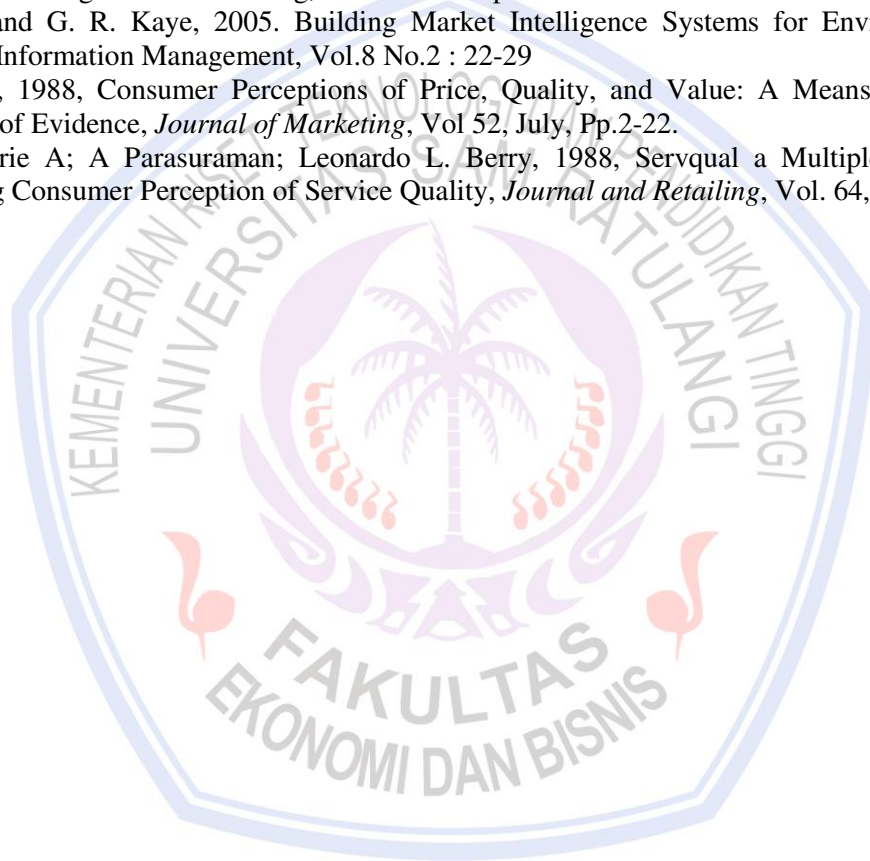 and G. R. Kaye, 2005. Building Market Intelligence Systems for Env
Information Management, Vol.8 No.2 : 22-29
, 1988, Consumer Perceptions of Price, Quality, and Value: A Means
of Evidence, Journal of Marketing, Vol 52, July, Pp.2-22.
rie A; A Parasuraman; Leonardo L. Berry, 1988, Servqual a Multiple
g Consumer Perception of Service Quality, Journal and Retailing, Vol. 64,
KEMENTERIAN RISET TEKNOLOGI DAN PENDIDIKAN TINGGI
UNIVERSITAS SAM RATULANGI
FAKULTAS
EKONOMI DAN BISNIS